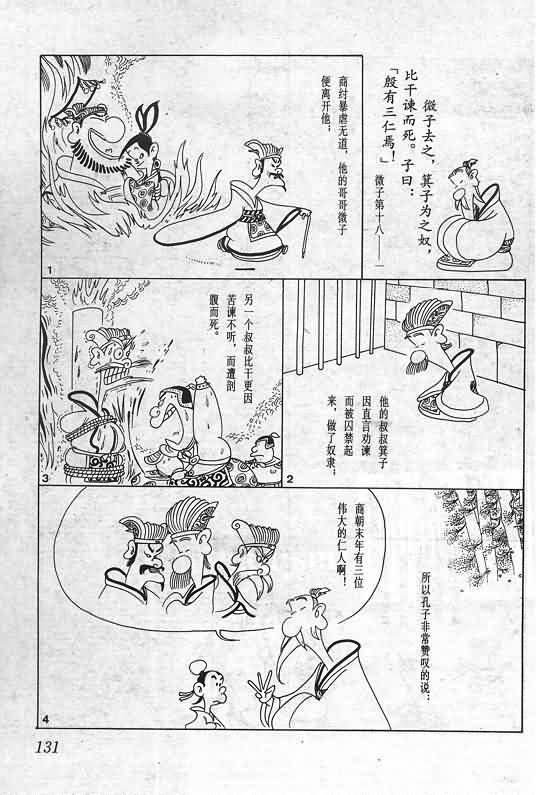 微子去之，箕子为之奴，
比干谏而死。子曰：
「殷有三仁焉！」
微子第十八——一
商纣暴虐无道，他的哥哥微子
便离开他；
1
他的叔叔箕子
因直言劝谏
而被囚禁起
来，做了奴隶；
2
另一个叔叔比干更因
苦谏不听，而遭剖
腹而死。
3
所以孔子非常赞叹的说：
商朝末年有三位
伟大的仁人啊！
4
131